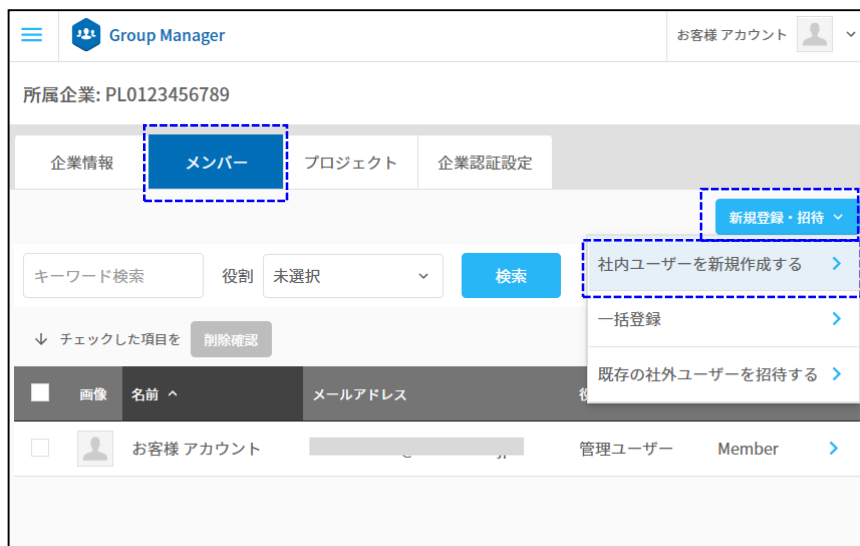 Group Manager
お客様 アカウント
所属企業: PL0123456789
企業情報
メンバー
プロジェクト
企業認証設定
新規登録・招待
キーワード検索
役割
未選択
検索
社内ユーザーを新規作成する
一括登録
既存の社外ユーザーを招待する
チェックした項目を
削除確認
画像
名前
メールアドレス
お客様 アカウント
管理ユーザー
Member